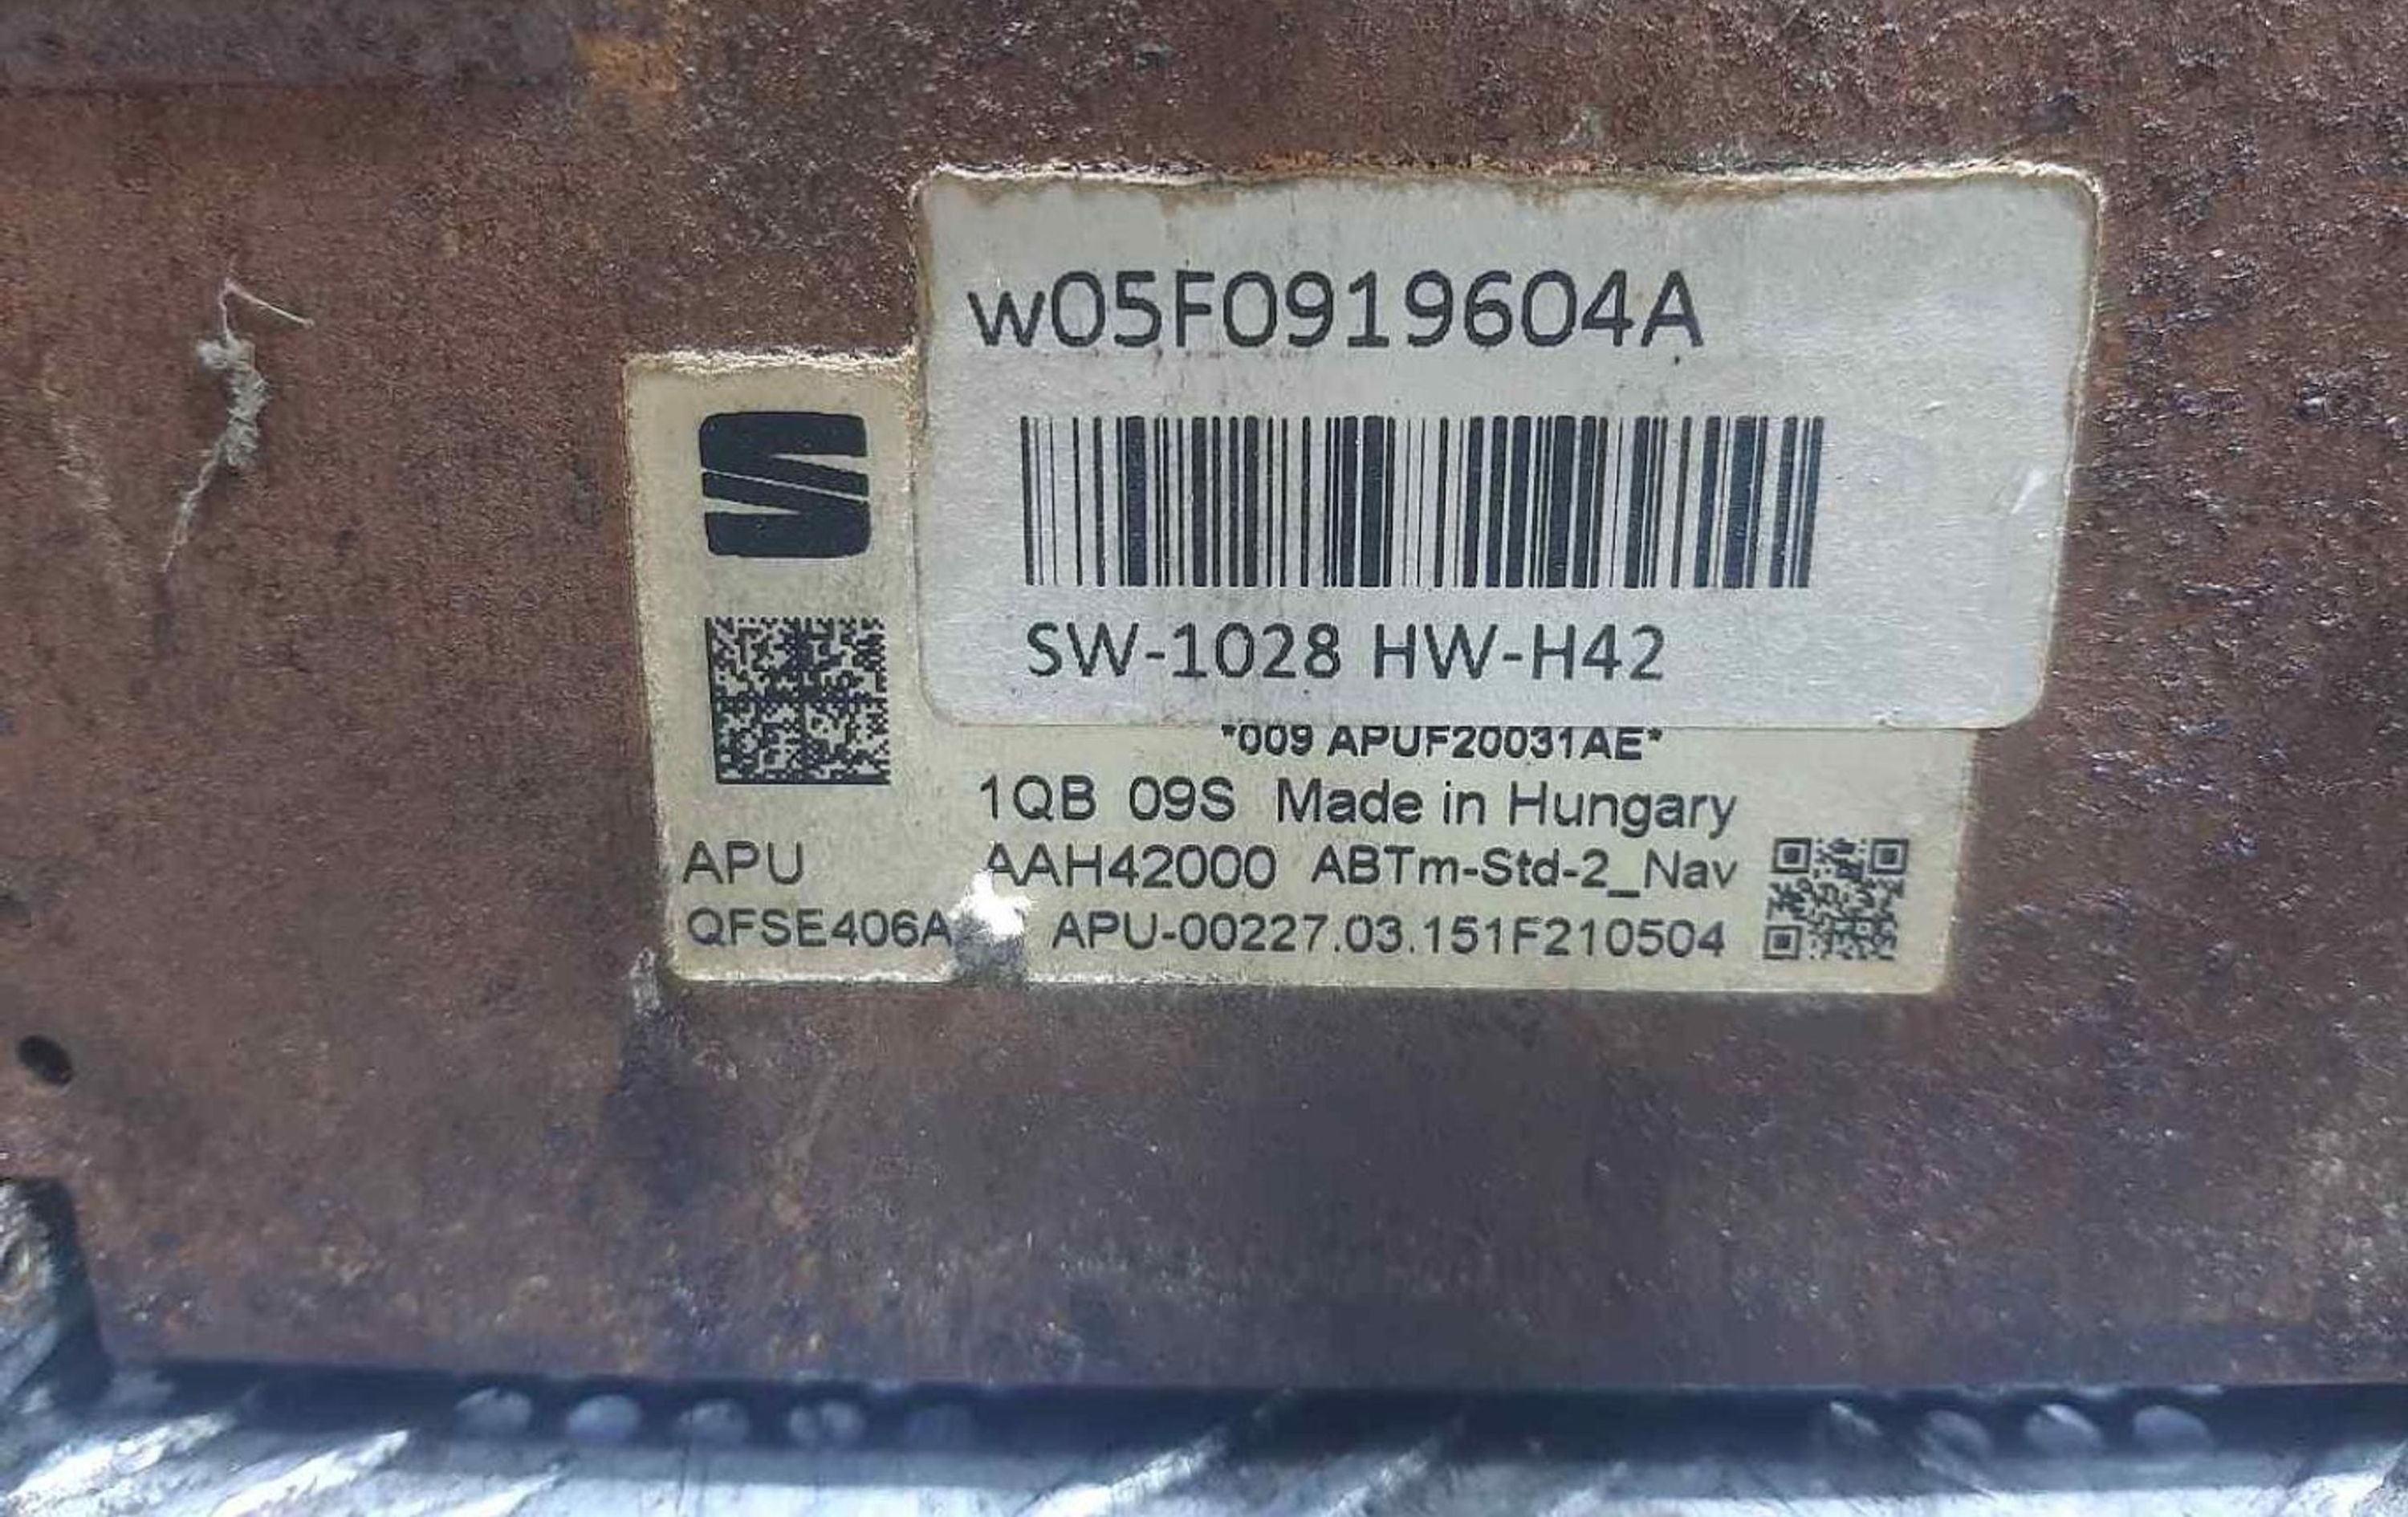 w05F0919604A
SW-1028 HW-H42
*009 APUF20031AE*
1QB 09S Made in Hungary
APU AAH42000 ABTm-Std-2_Nav
QFSE406A APU-00227.03.151F210504